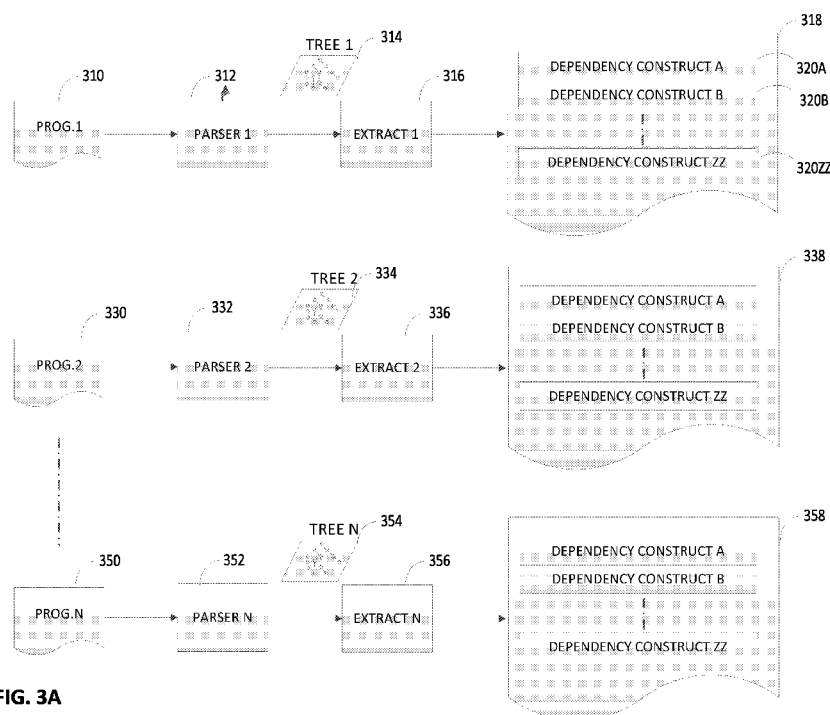 318
TREE 1
314
310
312
316
DEPENDENCY CONSTRUCT A
320A
DEPENDENCY CONSTRUCT B
320B
PROG.1
PARSER 1
EXTRACT 1
DEPENDENCY CONSTRUCT ZZ
320ZZ
338
TREE 2
334
330
332
336
DEPENDENCY CONSTRUCT A
DEPENDENCY CONSTRUCT B
PROG.2
PARSER 2
EXTRACT 2
DEPENDENCY CONSTRUCT ZZ
358
TREE N
354
350
352
356
DEPENDENCY CONSTRUCT A
DEPENDENCY CONSTRUCT B
PROG.N
PARSER N
EXTRACT N
DEPENDENCY CONSTRUCT ZZ
FIG. 3A